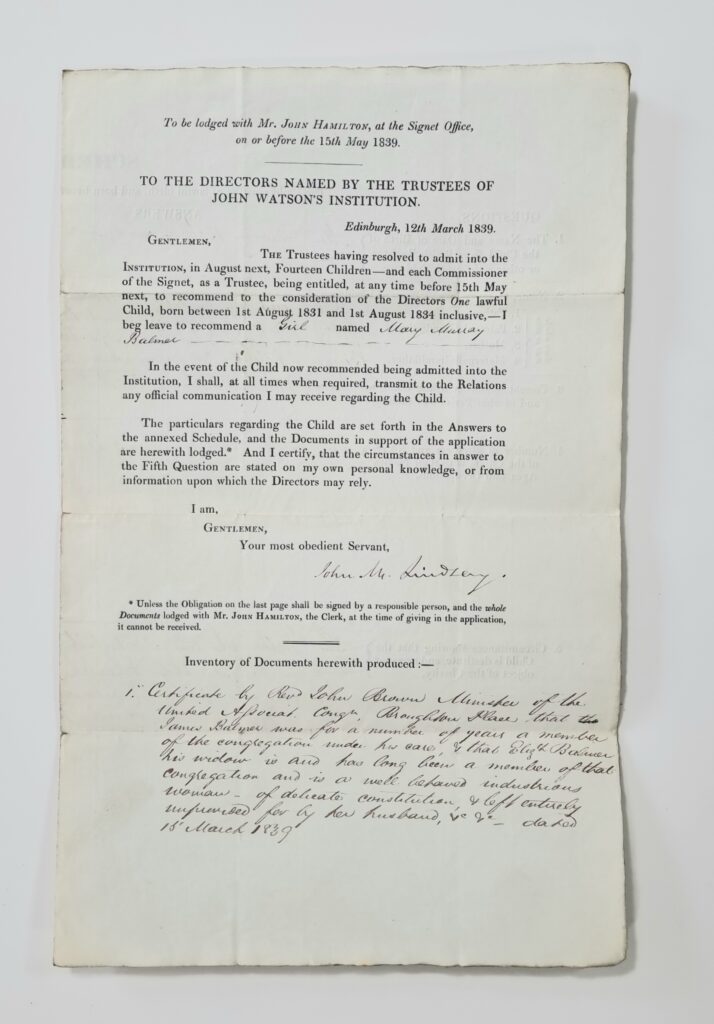 To be lodged with Mr. JOHN HAMILTON, at the Signet Office,
on or before the 15th May 1839.
TO THE DIRECTORS NAMED BY THE TRUSTEES OF
JOHN WATSON'S INSTITUTION.
Edinburgh, 12th March 1839.
GENTLEMEN,
THE Trustees having resolved to admit into the
INSTITUTION, in August next, Fourteen Children—and each Commissioner
of the Signet, as a Trustee, being entitled, at any time before 15th May
next, to recommend to the consideration of the Directors One lawful
Child, born between 1st August 1831 and 1st August 1834 inclusive,—I
beg leave to recommend a Girl named Mary Murray
Balmer
In the event of the Child now recommended being admitted into the
Institution, I shall, at all times when required, transmit to the Relations
any official communication I may receive regarding the Child.
The particulars regarding the Child are set forth in the Answers to
the annexed Schedule, and the Documents in support of the application
are herewith lodged.* And I certify, that the circumstances in answer to
the Fifth Question are stated on my own personal knowledge, or from
information upon which the Directors may rely.
I am,
GENTLEMEN,
Your most obedient Servant,
John M. Lindsay.
* Unless the Obligation on the last page shall be signed by a responsible person, and the whole
Documents lodged with Mr. JOHN HAMILTON, the Clerk, at the time of giving in the application,
it cannot be received.
Inventory of Documents herewith produced:—
1. Certificate by Revd John Brown Minister of the
United Associat. Congn. Broughton Place, that
James Balmer was for a number of years a member
of the congregation under his care, & that Elizth Balmer
his widow is and has long been a member of that
congregation and is a well behaved industrious
woman - of delicate constitution, & left entirely
unprovided for by her husband, &c &c - dated
15 March 1839